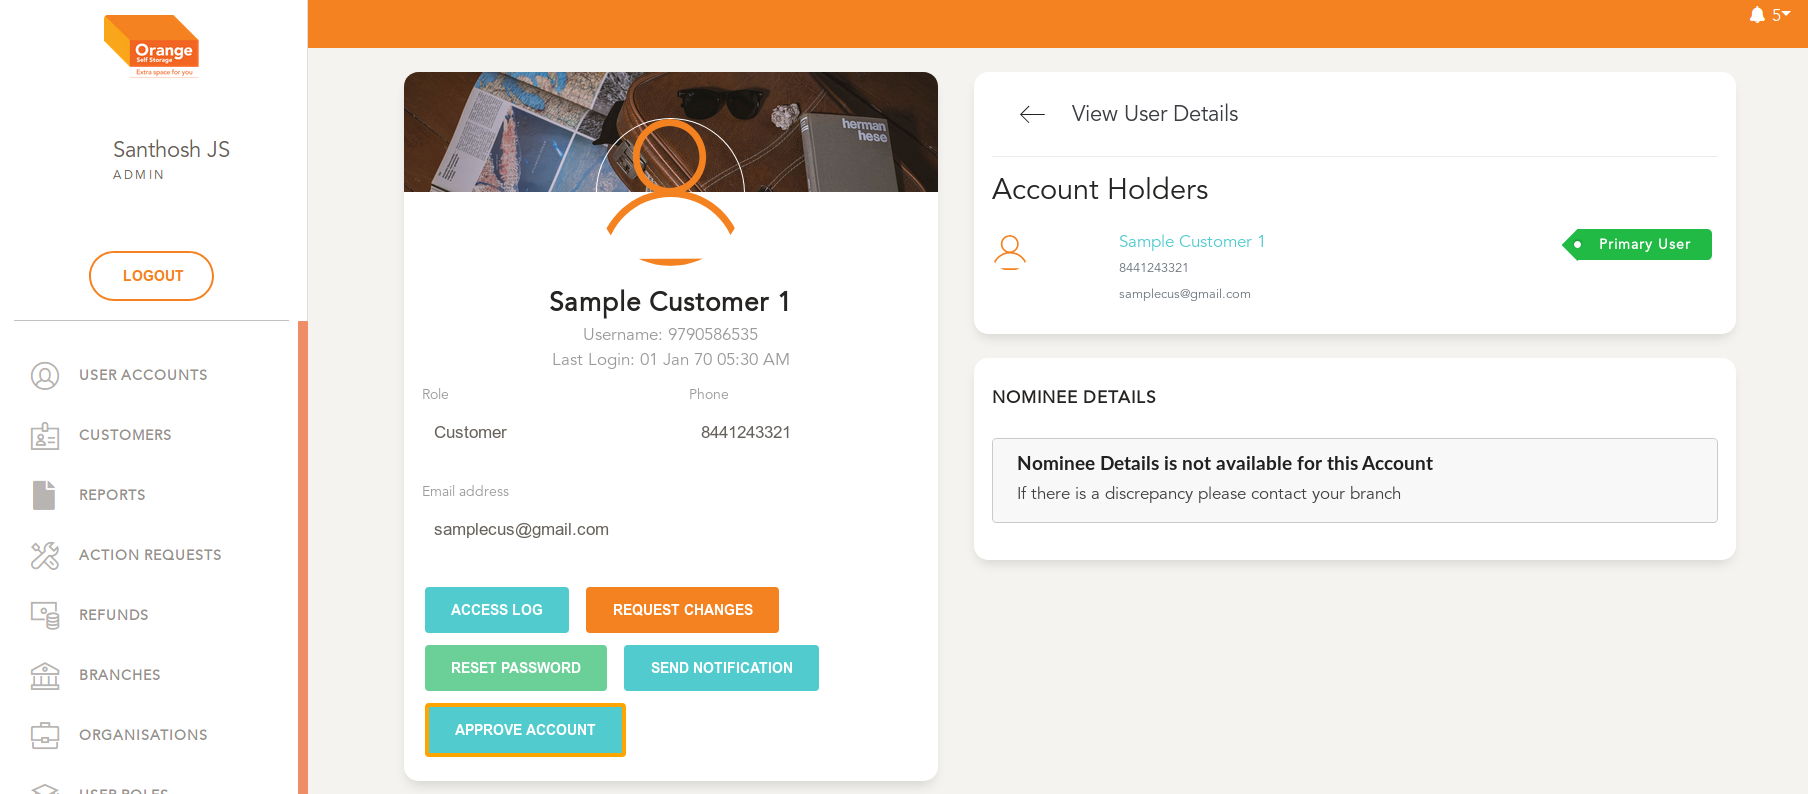 Orange
Self Storage
Extra space for you
Santhosh JS
ADMIN
LOGOUT
USER ACCOUNTS
CUSTOMERS
REPORTS
ACTION REQUESTS
REFUNDS
BRANCHES
ORGANISATIONS
USER ROLES
5
herman
hesse
Sample Customer 1
Username: 9790586535
Last Login: 01 Jan 70 05:30 AM
Role
Phone
Customer
8441243321
Email address
samplecus@gmail.com
ACCESS LOG
REQUEST CHANGES
RESET PASSWORD
SEND NOTIFICATION
APPROVE ACCOUNT
View User Details
Account Holders
Sample Customer 1
Primary User
8441243321
samplecus@gmail.com
NOMINEE DETAILS
Nominee Details is not available for this Account
If there is a discrepancy please contact your branch